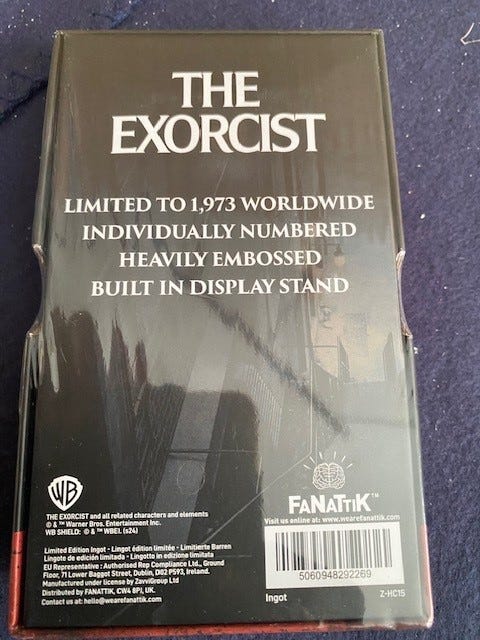 THE
EXORCIST
LIMITED TO 1,973 WORLDWIDE
INDIVIDUALLY NUMBERED
HEAVILY EMBOSSED
BUILT IN DISPLAY STAND
WB
THE EXORCIST and all related characters and elements
© & ™ Warner Bros. Entertainment Inc.
WB SHIELD: © & ™ WBEI. (s24)
Limited Edition Ingot - Lingot édition limitée - Limitierte Barren
Lingote de edición limitada - Lingotto in edizione limitata
EU Representative: Authorised Rep Compliance Ltd., Ground
Floor, 71 Lower Baggot Street, Dublin, D02 P593, Ireland.
Manufactured under license by ZavviGroup Ltd
Distributed by FANATTIK, CW4 8PJ, UK.
Contact us at: hello@wearefanattik.com
FANATTIK™
Visit us online at: www.wearefanattik.com
5060948292269
Ingot
Z-HC15